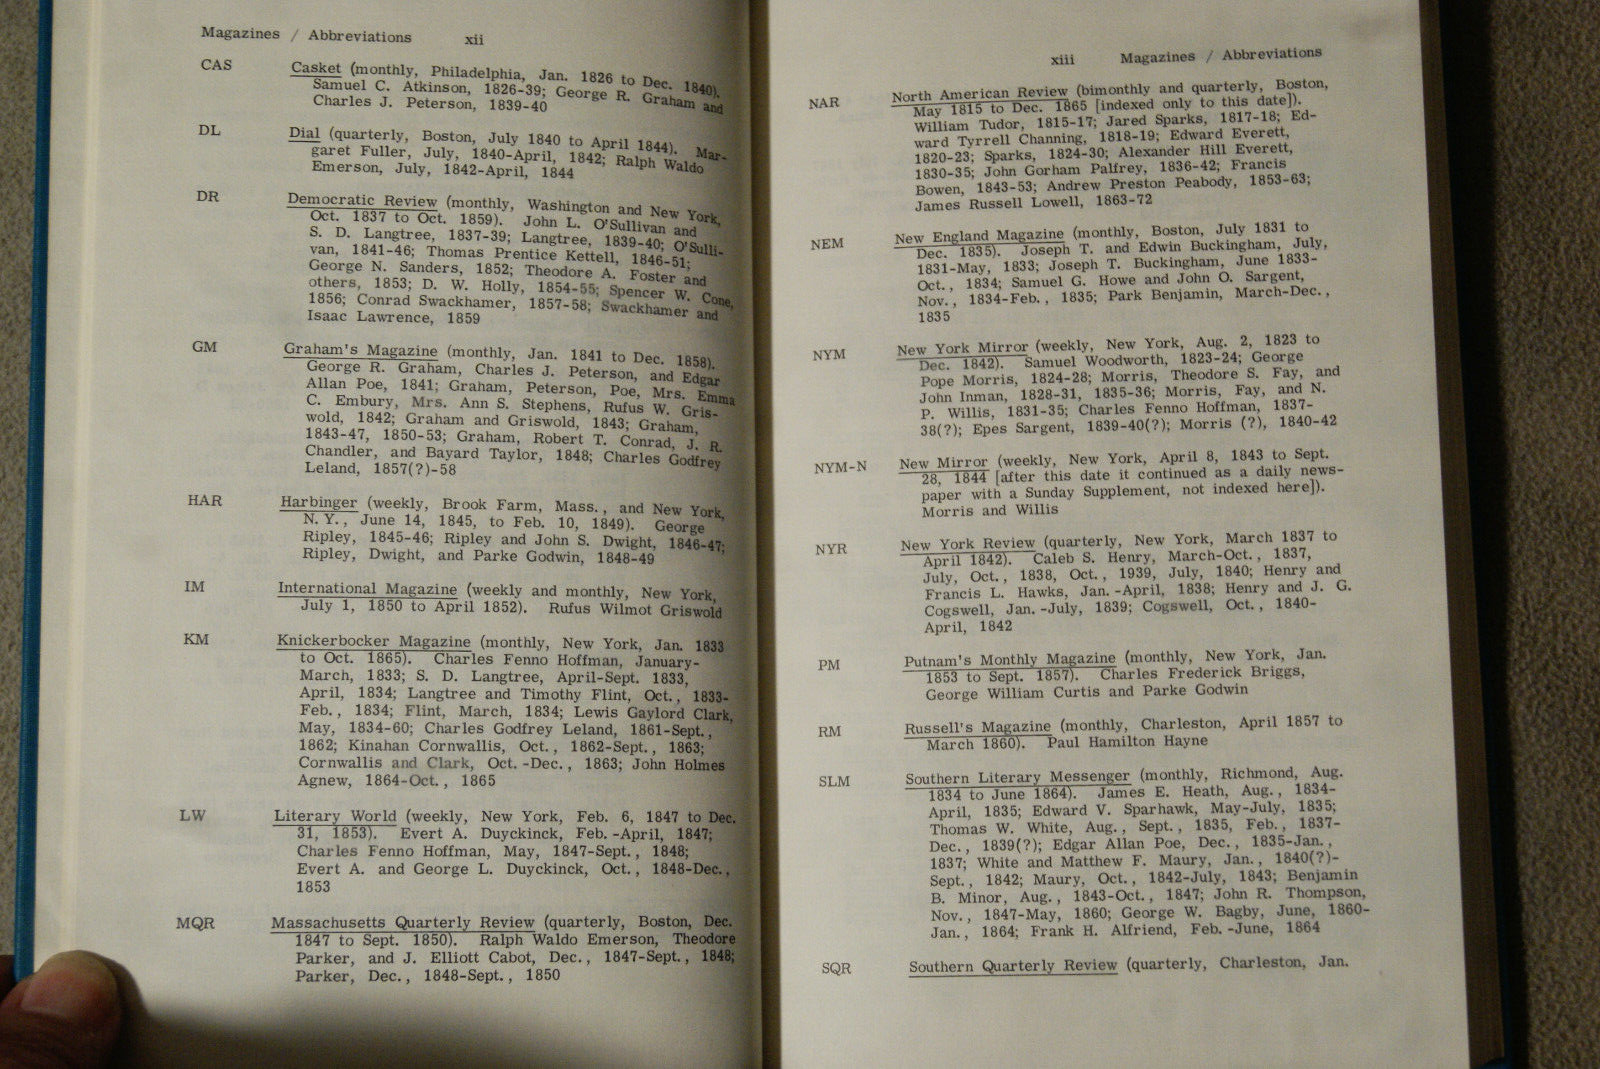 Magazines / Abbreviations xii
CAS Casket (monthly, Philadelphia, Jan. 1826 to Dec. 1840).
Samuel C. Atkinson, 1826-39; George R. Graham and
Charles J. Peterson, 1839-40
DL Dial (quarterly, Boston, July 1840 to April 1844). Mar-
garet Fuller, July, 1840-April, 1842; Ralph Waldo
Emerson, July, 1842-April, 1844
DR Democratic Review (monthly, Washington and New York,
Oct. 1837 to Oct. 1859). John L. O'Sullivan and
S. D. Langtree, 1837-39; Langtree, 1839-40; O'Sulli-
van, 1841-46; Thomas Prentice Kettell, 1846-51;
George N. Sanders, 1852; Theodore A. Foster and
others, 1853; D. W. Holly, 1854-55; Spencer W. Cone,
1856; Conrad Swackhamer, 1857-58; Swackhamer and
Isaac Lawrence, 1859
GM Graham's Magazine (monthly, Jan. 1841 to Dec. 1858).
George R. Graham, Charles J. Peterson, and Edgar
Allan Poe, 1841; Graham, Peterson, Poe, Mrs. Emma
C. Embury, Mrs. Ann S. Stephens, Rufus W. Gris-
wold, 1842; Graham and Griswold, 1843; Graham,
1843-47, 1850-53; Graham, Robert T. Conrad, J. R.
Chandler, and Bayard Taylor, 1848; Charles Godfrey
Leland, 1857(?)-58
HAR Harbinger (weekly, Brook Farm, Mass., and New York,
N. Y., June 14, 1845, to Feb. 10, 1849). George
Ripley, 1845-46; Ripley and John S. Dwight, 1846-47;
Ripley, Dwight, and Parke Godwin, 1848-49
IM International Magazine (weekly and monthly, New York,
July 1, 1850 to April 1852). Rufus Wilmot Griswold
KM Knickerbocker Magazine (monthly, New York, Jan. 1833
to Oct. 1865). Charles Fenno Hoffman, January-
March, 1833; S. D. Langtree, April-Sept. 1833,
April, 1834; Langtree and Timothy Flint, Oct., 1833-
Feb., 1834; Flint, March, 1834; Lewis Gaylord Clark,
May, 1834-60; Charles Godfrey Leland, 1861-Sept.,
1862; Kinahan Cornwallis, Oct., 1862-Sept., 1863;
Cornwallis and Clark, Oct.-Dec., 1863; John Holmes
Agnew, 1864-Oct., 1865
LW Literary World (weekly, New York, Feb. 6, 1847 to Dec.
31, 1853). Evert A. Duyckinck, Feb.-April, 1847;
Charles Fenno Hoffman, May, 1847-Sept., 1848;
Evert A. and George L. Duyckinck, Oct., 1848-Dec.,
1853
MQR Massachusetts Quarterly Review (quarterly, Boston, Dec.
1847 to Sept. 1850). Ralph Waldo Emerson, Theodore
Parker, and J. Elliott Cabot, Dec., 1847-Sept., 1848;
Parker, Dec., 1848-Sept., 1850
xiii Magazines / Abbreviations
NAR North American Review (bimonthly and quarterly, Boston,
May 1815 to Dec. 1865 [indexed only to this date]).
William Tudor, 1815-17; Jared Sparks, 1817-18; Ed-
ward Tyrrell Channing, 1818-19; Edward Everett,
1820-23; Sparks, 1824-30; Alexander Hill Everett,
1830-35; John Gorham Palfrey, 1836-42; Francis
Bowen, 1843-53; Andrew Preston Peabody, 1853-63;
James Russell Lowell, 1863-72
NEM New England Magazine (monthly, Boston, July 1831 to
Dec. 1835). Joseph T. and Edwin Buckingham, July,
1831-May, 1833; Joseph T. Buckingham, June 1833-
Oct., 1834; Samuel G. Howe and John O. Sargent,
Nov., 1834-Feb., 1835; Park Benjamin, March-Dec.,
1835
NYM New York Mirror (weekly, New York, Aug. 2, 1823 to
Dec. 1842). Samuel Woodworth, 1823-24; George
Pope Morris, 1824-28; Morris, Theodore S. Fay, and
John Inman, 1828-31, 1835-36; Morris, Fay, and N.
P. Willis, 1831-35; Charles Fenno Hoffman, 1837-
38(?); Epes Sargent, 1839-40(?); Morris (?), 1840-42
NYM-N New Mirror (weekly, New York, April 8, 1843 to Sept.
28, 1844 [after this date it continued as a daily news-
paper with a Sunday Supplement, not indexed here]).
Morris and Willis
NYR New York Review (quarterly, New York, March 1837 to
April 1842). Caleb S. Henry, March-Oct., 1837,
July, Oct., 1838, Oct., 1939, July, 1840; Henry and
Francis L. Hawks, Jan.-April, 1838; Henry and J. G.
Cogswell, Jan.-July, 1839; Cogswell, Oct., 1840-
April, 1842
PM Putnam's Monthly Magazine (monthly, New York, Jan.
1853 to Sept. 1857). Charles Frederick Briggs,
George William Curtis and Parke Godwin
RM Russell's Magazine (monthly, Charleston, April 1857 to
March 1860). Paul Hamilton Hayne
SLM Southern Literary Messenger (monthly, Richmond, Aug.
1834 to June 1864). James E. Heath, Aug., 1834-
April, 1835; Edward V. Sparhawk, May-July, 1835;
Thomas W. White, Aug., Sept., 1835, Feb., 1837-
Dec., 1839(?); Edgar Allan Poe, Dec., 1835-Jan.,
1837; White and Matthew F. Maury, Jan., 1840(?)-
Sept., 1842; Maury, Oct., 1842-July, 1843; Benjamin
B. Minor, Aug., 1843-Oct., 1847; John R. Thompson,
Nov., 1847-May, 1860; George W. Bagby, June, 1860-
Jan., 1864; Frank H. Alfriend, Feb.-June, 1864
SQR Southern Quarterly Review (quarterly, Charleston, Jan.